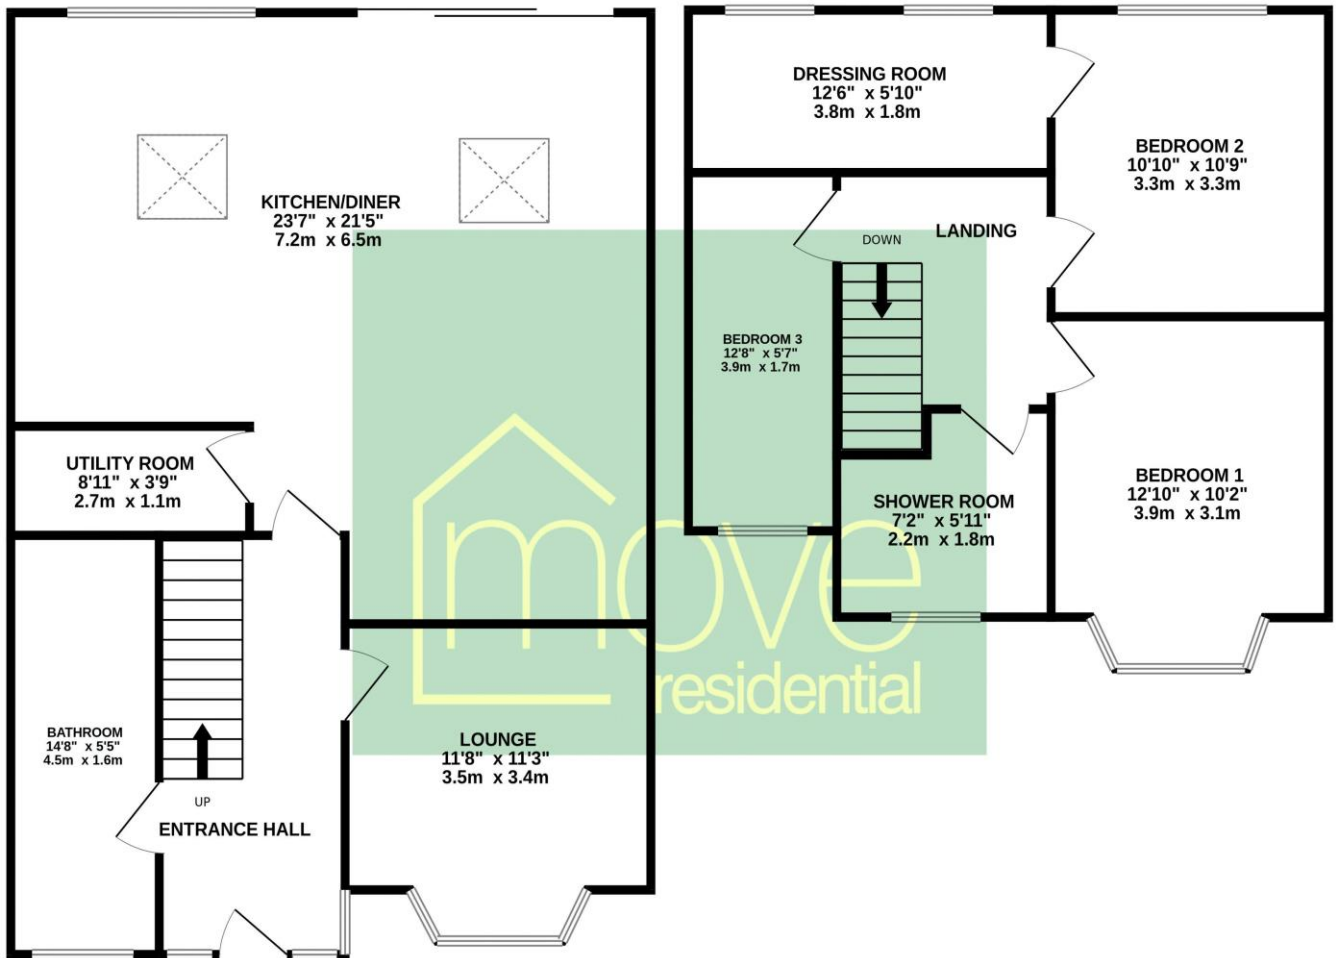 KITCHEN/DINER
23'7" x 21'5"
7.2m x 6.5m
UTILITY ROOM
8'11" x 3'9"
2.7m x 1.1m
BATHROOM
14'8" x 5'5"
4.5m x 1.6m
UP
ENTRANCE HALL
LOUNGE
11'8" x 11'3"
3.5m x 3.4m
DRESSING ROOM
12'6" x 5'10"
3.8m x 1.8m
BEDROOM 2
10'10" x 10'9"
3.3m x 3.3m
LANDING
DOWN
BEDROOM 3
12'8" x 5'7"
3.9m x 1.7m
SHOWER ROOM
7'2" x 5'11"
2.2m x 1.8m
BEDROOM 1
12'10" x 10'2"
3.9m x 3.1m
move
residential